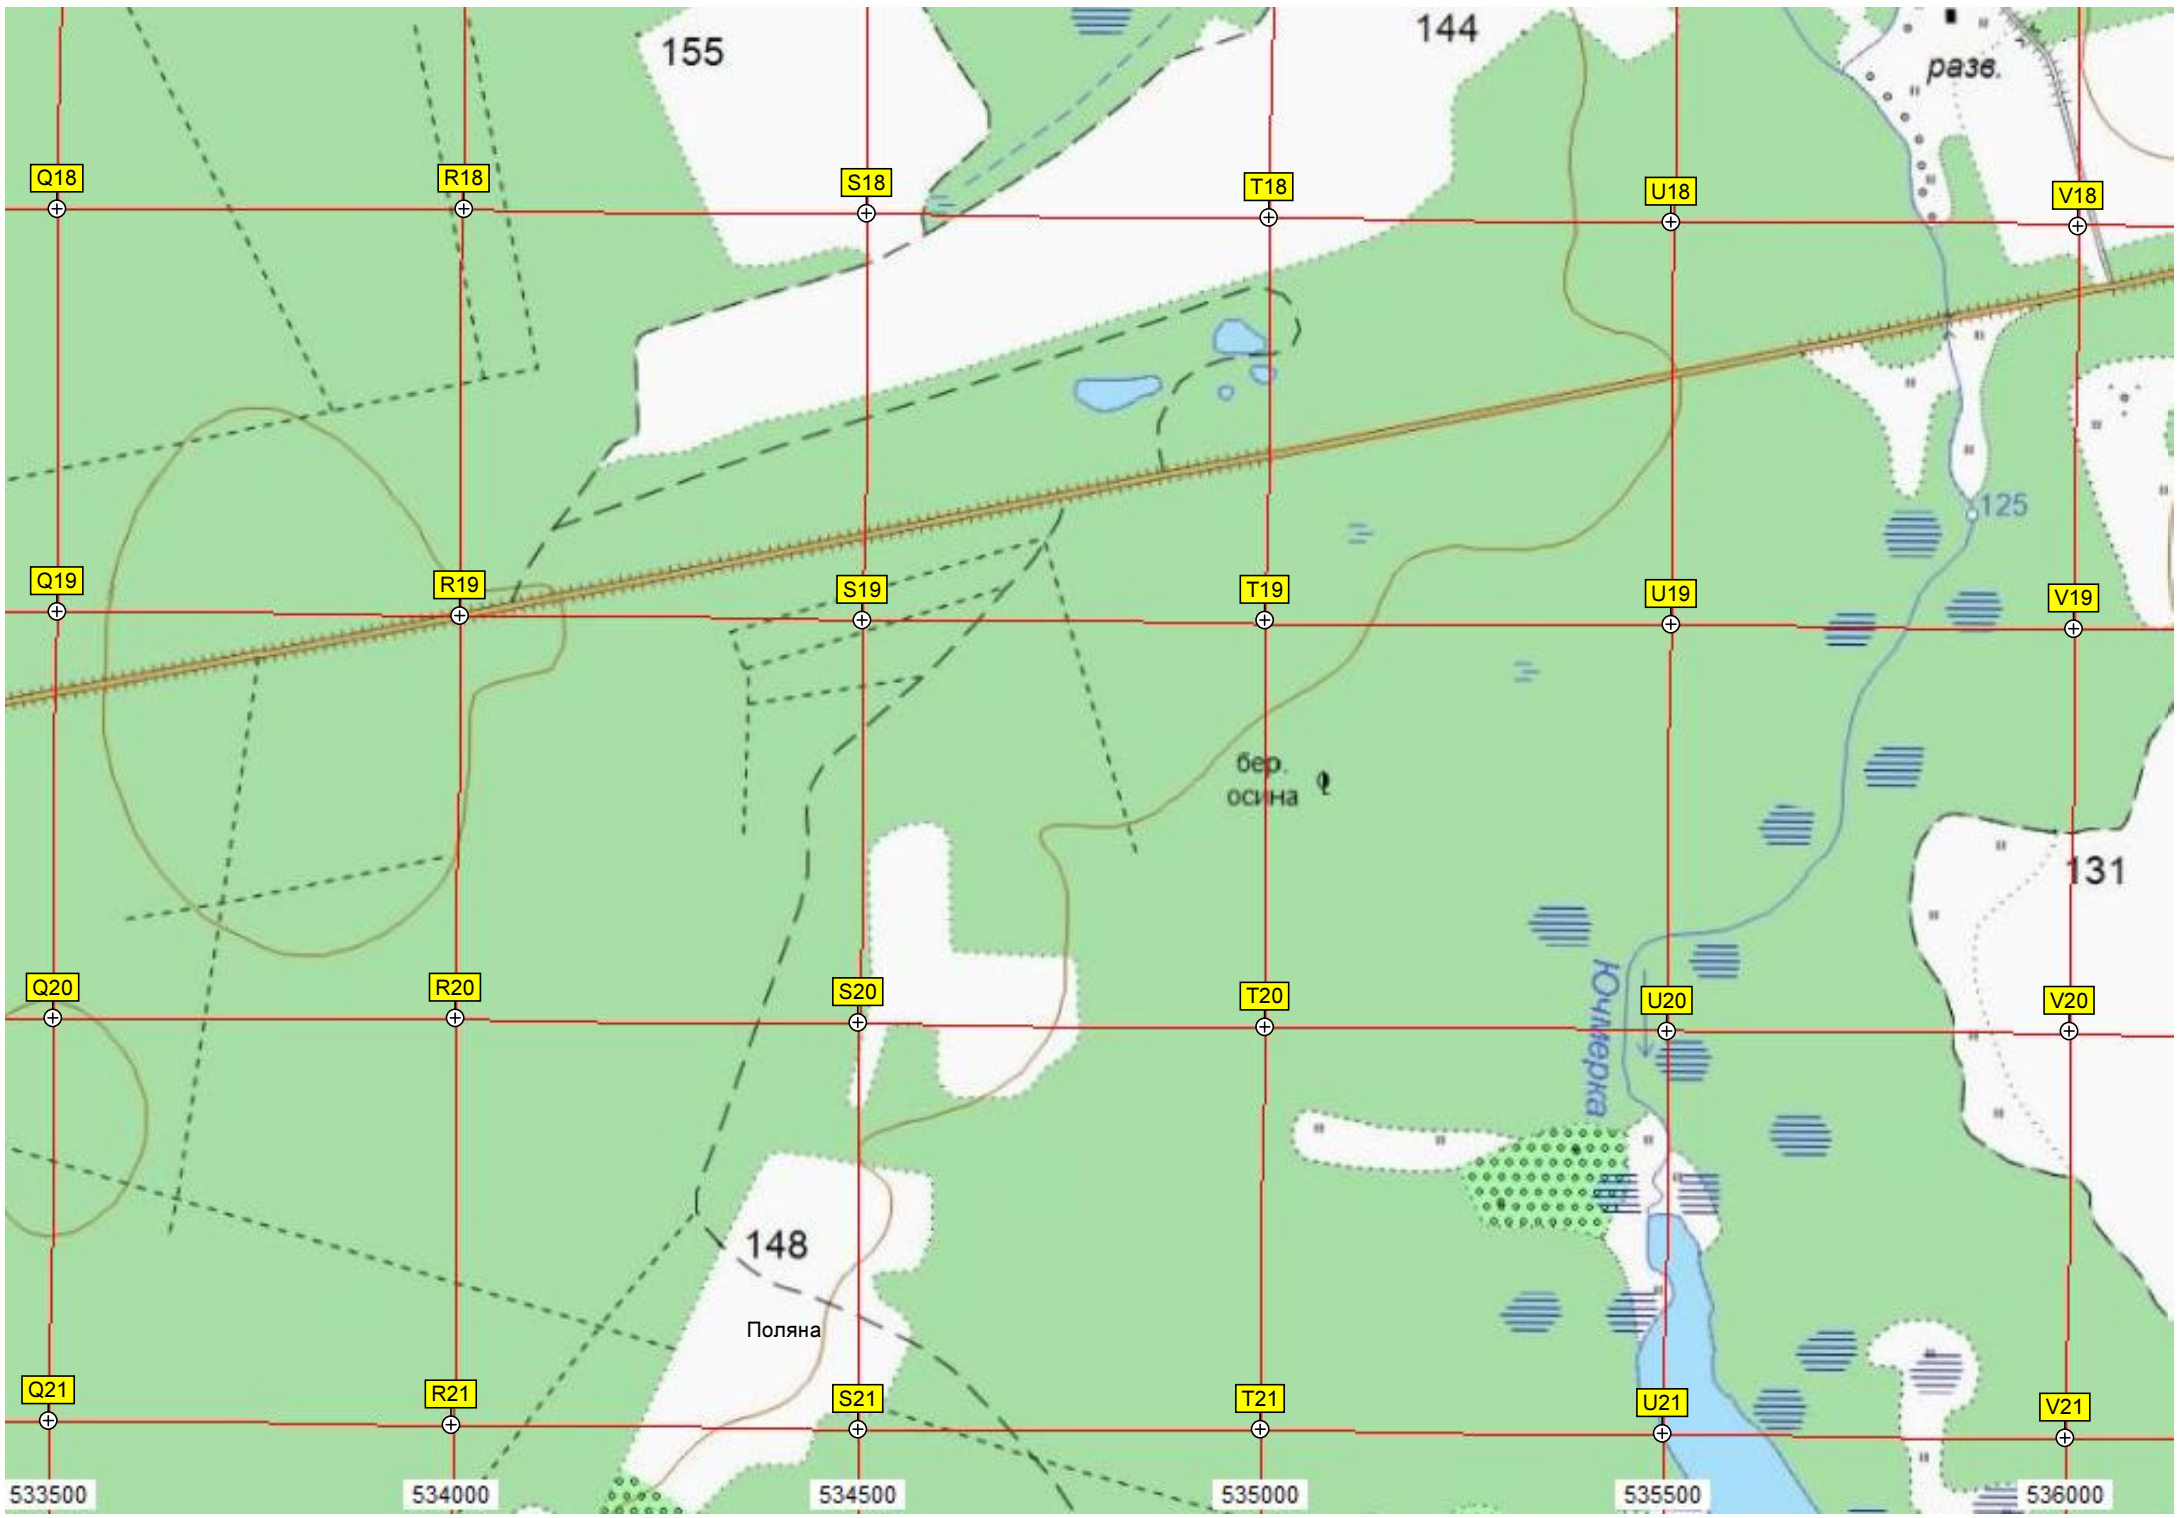 155
144
разв.
Q18
R18
S18
T18
U18
V18
125
Q19
R19
S19
T19
U19
V19
бер.
осина
131
Q20
R20
S20
T20
U20
V20
Ючмерка
148
Поляна
Q21
R21
S21
T21
U21
V21
533500
534000
534500
535000
535500
536000